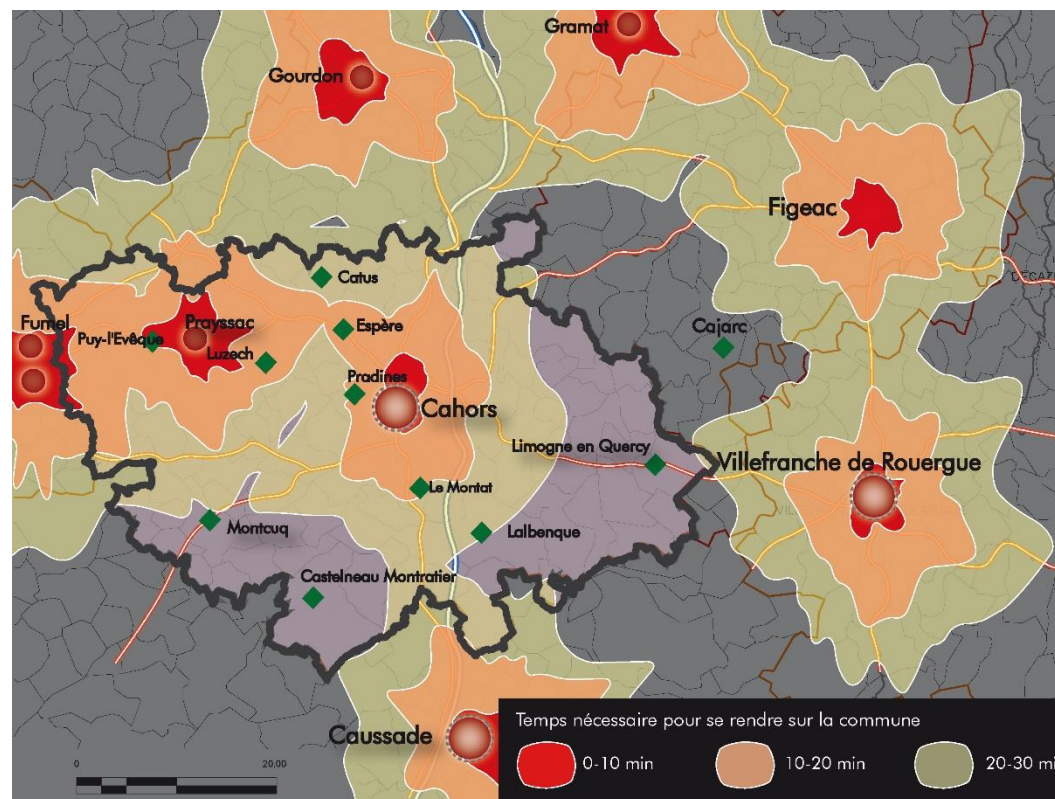 Gramat
Gourdon
Figeac
DÉCAZ
Catus
Fumel
Prayssac
Espère
Cajarc
Puy-l'Evêque
Luzech
Pradines
Cahors
Limogne en Quercy
Villefranche de Rouergue
Le Montat
Montcuq
Lalbenque
Castelneau Montratier
Caussade
Temps nécessaire pour se rendre sur la commune
0-10 min
10-20 min
20-30 mi
0
20,00